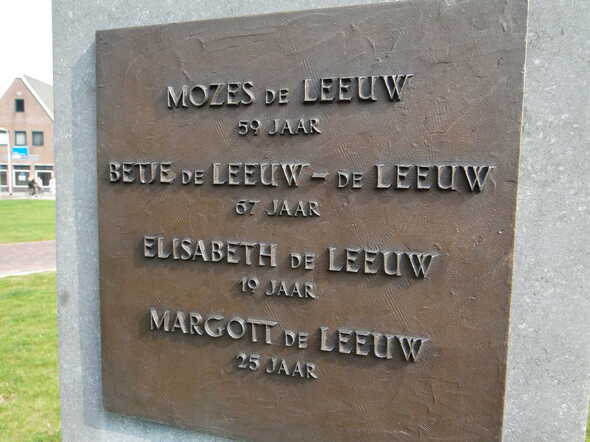 MOZES DE LEEUW
59 JAAR
BETJE DE LEEUW - DE LEEUW
67 JAAR
ELISABETH DE LEEUW
19 JAAR
MARGOTT DE LEEUW
25 JAAR